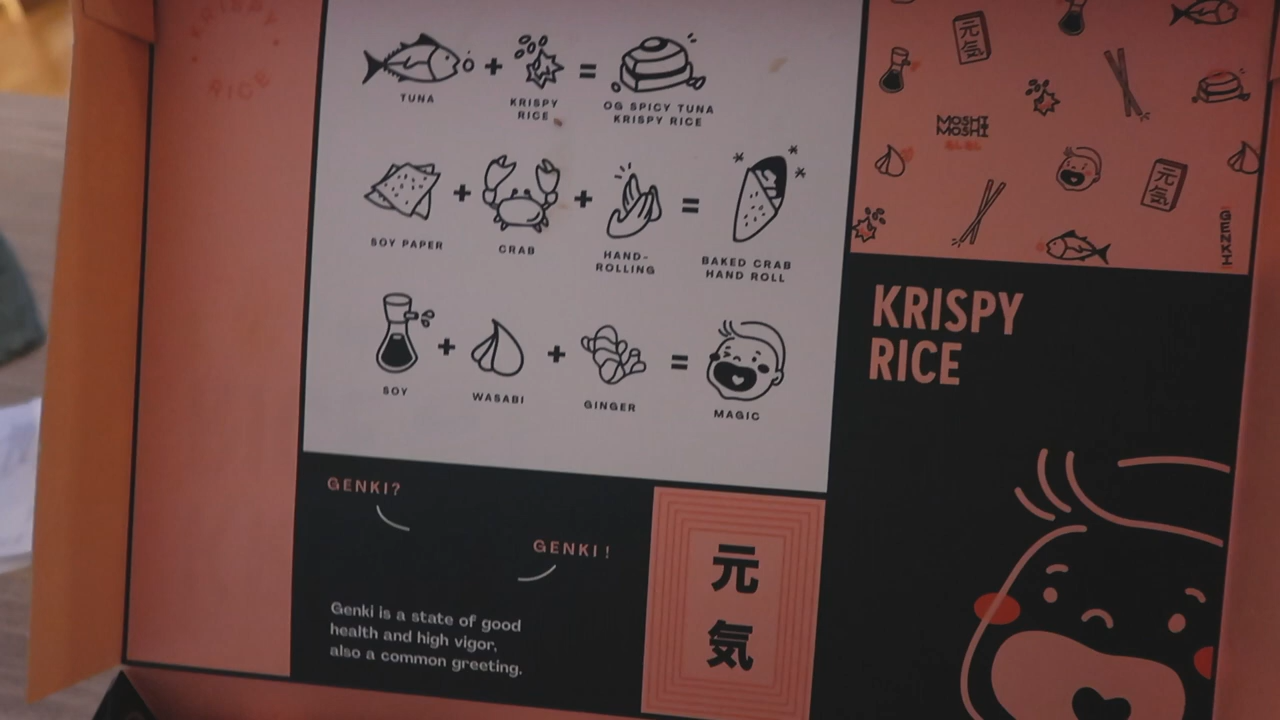 KRISPY
RICE
TUNA
KRISPY
RICE
OG SPICY TUNA
KRISPY RICE
SOY PAPER
CRAB
HAND-
ROLLING
BAKED CRAB
HAND ROLL
SOY
WASABI
GINGER
MAGIC
GENKI?
GENKI!
Genki is a state of good
health and high vigor,
also a common greeting.
元
気
元
気
MOSHI
MOSHI
元
気
GENKI
KRISPY
RICE